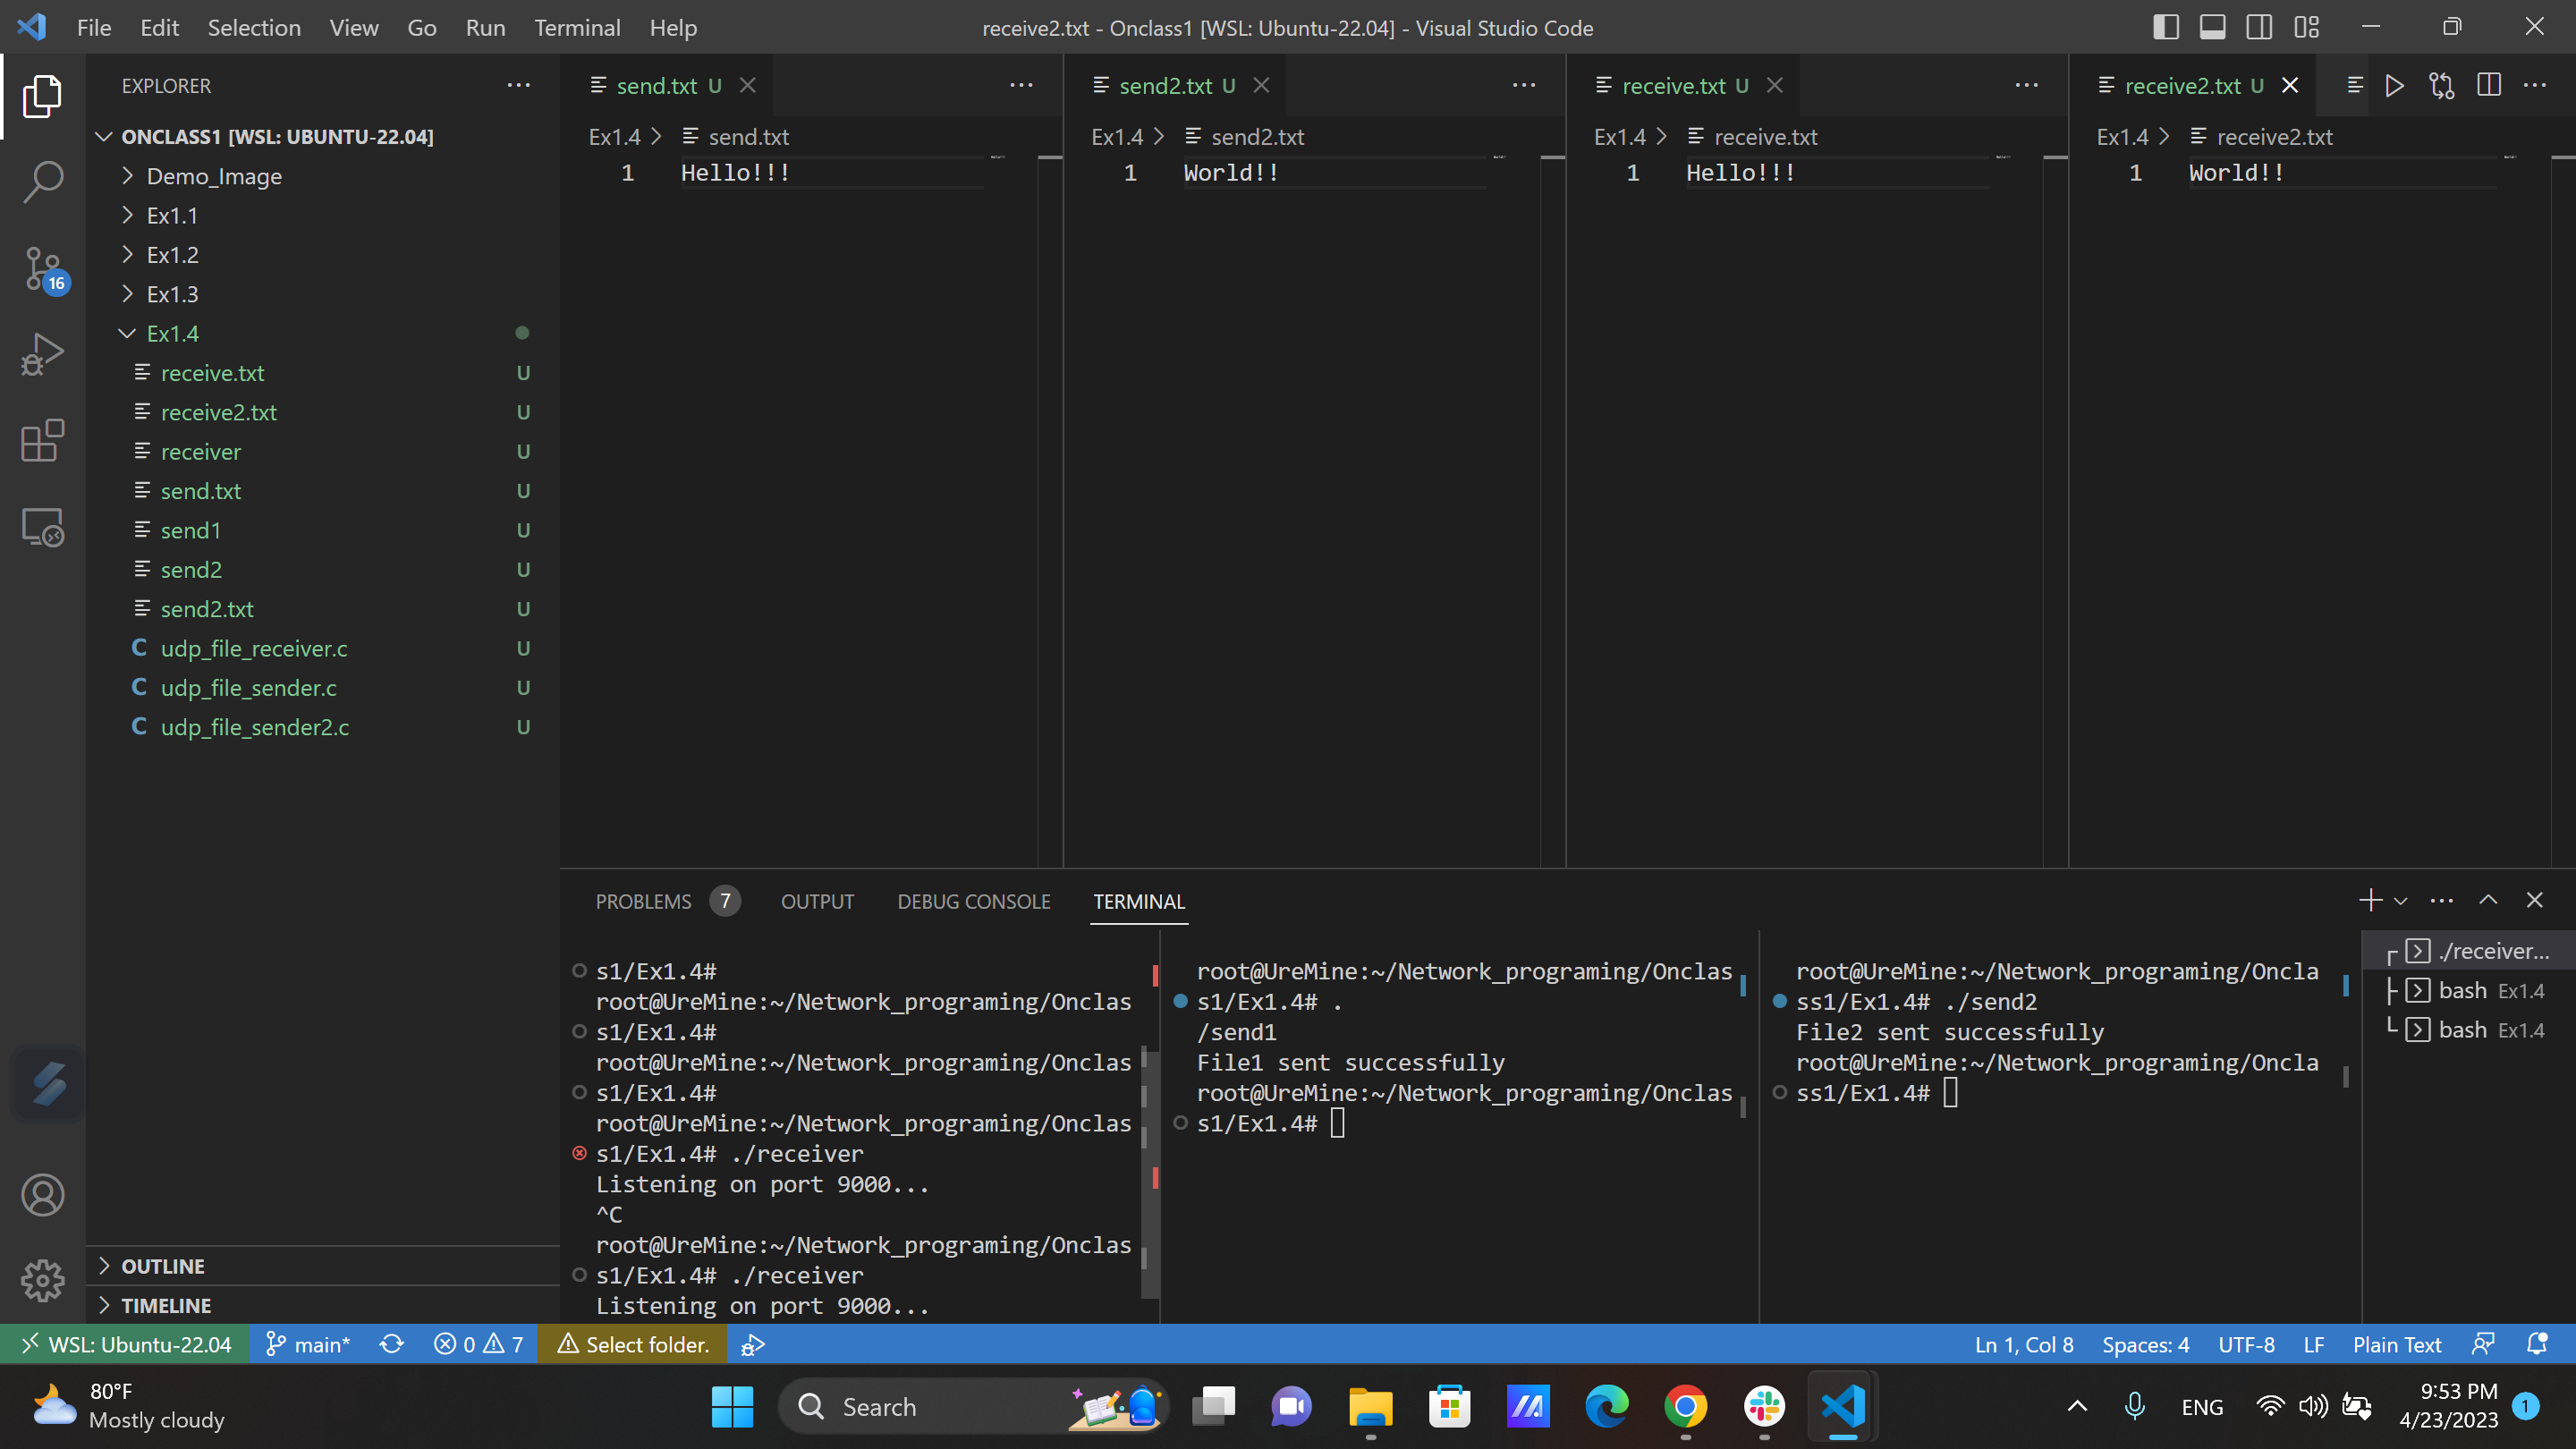 File Edit Selection View Go Run Terminal Help
receive2.txt - Onclass1 [WSL: Ubuntu-22.04] - Visual Studio Code
EXPLORER
ONCLASS1 [WSL: UBUNTU-22.04]
Demo_Image
Ex1.1
Ex1.2
Ex1.3
Ex1.4
receive.txt U
receive2.txt U
receiver U
send.txt U
send1 U
send2 U
send2.txt U
C udp_file_receiver.c U
C udp_file_sender.c U
C udp_file_sender2.c U
OUTLINE
TIMELINE
16
send.txt U
Ex1.4 > send.txt
1 Hello!!!
send2.txt U
Ex1.4 > send2.txt
1 World!!
receive.txt U
Ex1.4 > receive.txt
1 Hello!!!
receive2.txt U
Ex1.4 > receive2.txt
1 World!!
PROBLEMS 7 OUTPUT DEBUG CONSOLE TERMINAL
s1/Ex1.4#
root@UreMine:~/Network_programing/Onclas
s1/Ex1.4#
root@UreMine:~/Network_programing/Onclas
s1/Ex1.4#
root@UreMine:~/Network_programing/Onclas
s1/Ex1.4# ./receiver
Listening on port 9000...
^C
root@UreMine:~/Network_programing/Onclas
s1/Ex1.4# ./receiver
Listening on port 9000...
root@UreMine:~/Network_programing/Onclas
s1/Ex1.4# .
/send1
File1 sent successfully
root@UreMine:~/Network_programing/Onclas
s1/Ex1.4#
root@UreMine:~/Network_programing/Oncla
ss1/Ex1.4# ./send2
File2 sent successfully
root@UreMine:~/Network_programing/Oncla
ss1/Ex1.4#
./receiver...
bash Ex1.4
bash Ex1.4
WSL: Ubuntu-22.04 main* 0 7 Select folder.
Ln 1, Col 8 Spaces: 4 UTF-8 LF Plain Text
80°F
Mostly cloudy
Search
ENG
9:53 PM
4/23/2023
1